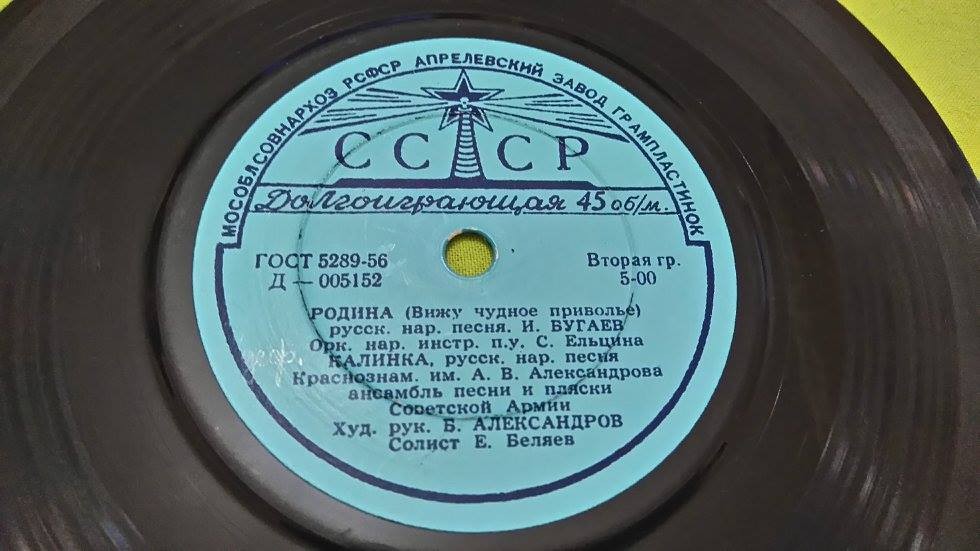 МОСОБЛСОВНАРХОЗ РСФСР АПРЕЛЕВСКИЙ ЗАВОД ГРАМПЛАСТИНОК
СССР
Долгоиграющая 45 об/м.
ГОСТ 5289-56 Вторая гр.
Д — 005152 5-00
РОДИНА (Вижу чудное приволье)
русск. нар. песня. И. БУГАЕВ
Орк. нар. инстр. п.у. С. Ельцина
КАЛИНКА, русск. нар. песня
Краснознам. им. А. В. Александрова
ансамбль песни и пляски
Советской Армии
Худ. рук. Б. АЛЕКСАНДРОВ
Солист Е. Беляев